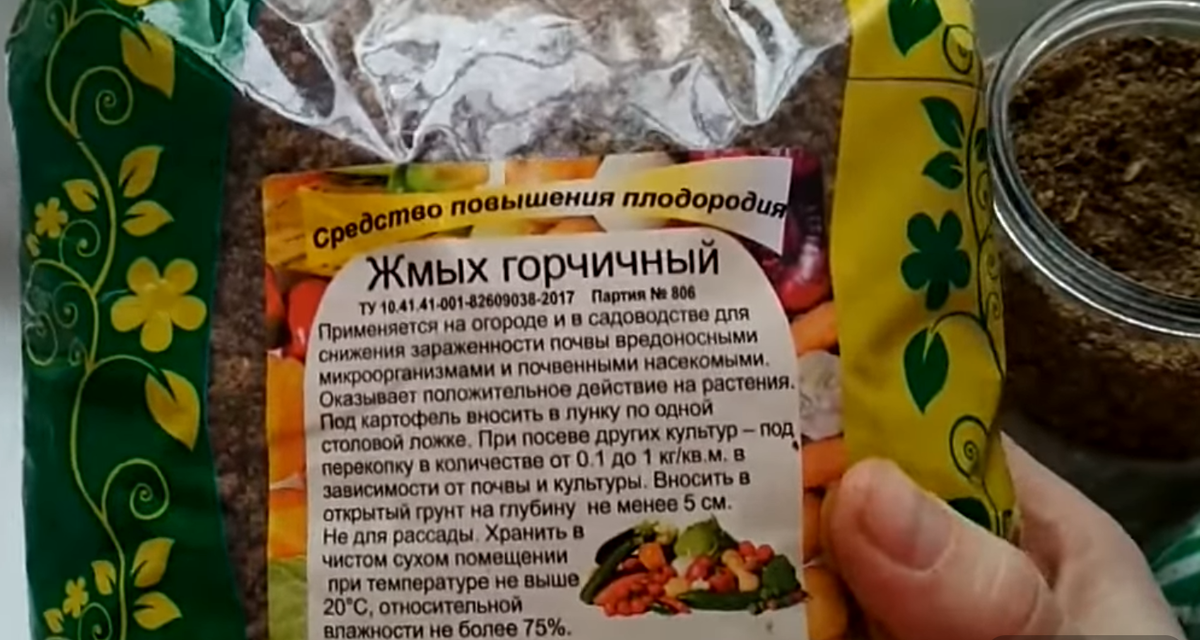 Средство повышения плодородия
Жмых горчичный
ТУ 10.41.41-001-82609038-2017 Партия № 806
Применяется на огороде и в садоводстве для
снижения зараженности почвы вредоносными
микроорганизмами и почвенными насекомыми.
Оказывает положительное действие на растения.
Под картофель вносить в лунку по одной
столовой ложке. При посеве других культур – под
перекопку в количестве от 0.1 до 1 кг/кв.м. в
зависимости от почвы и культуры. Вносить в
открытый грунт на глубину не менее 5 см.
Не для рассады. Хранить в
чистом сухом помещении
при температуре не выше
20°С, относительной
влажности не более 75%.